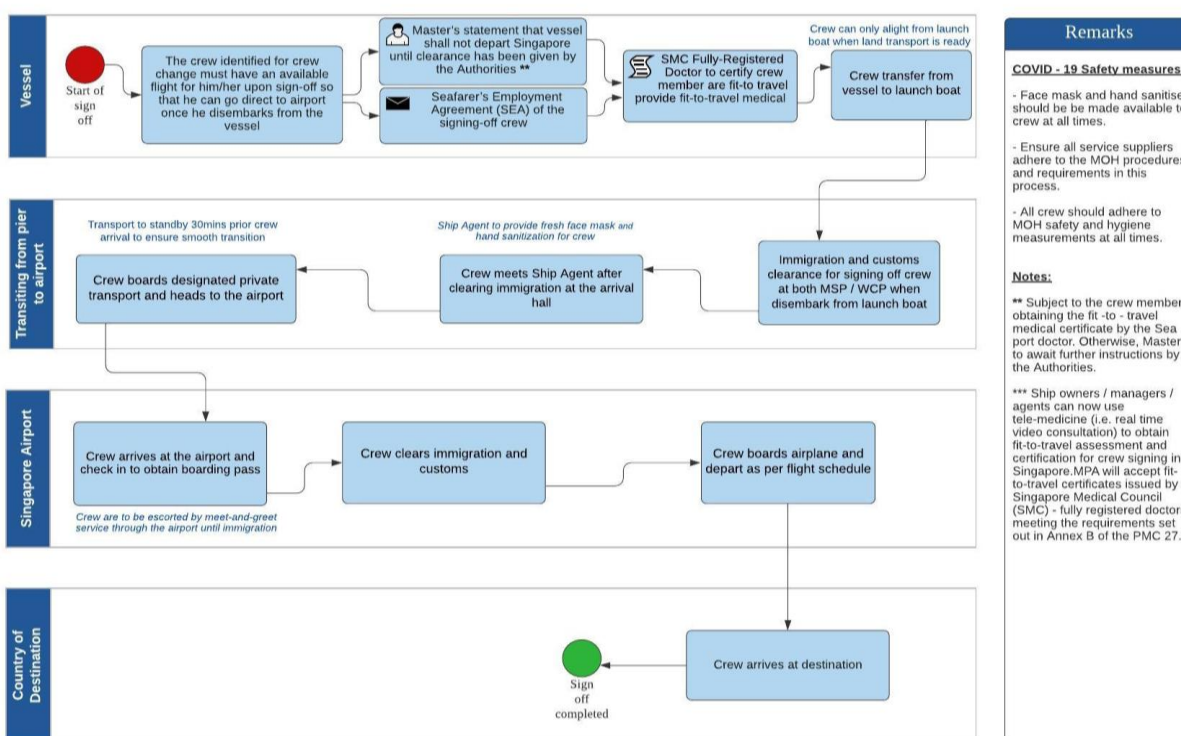 Vessel
Start of
sign
off
The crew identified for crew
change must have an available
flight for him/her upon sign-off so
that he can go direct to airport
once he disembarks from the
vessel
Master's statement that vessel
shall not depart Singapore
until clearance has been given by
the Authorities **
Seafarer's Employment
Agreement (SEA) of the
signing-off crew
SMC Fully-Registered
Doctor to certify crew
member are fit-to travel
provide fit-to-travel medical
Crew can only alight from launch
boat when land transport is ready
Crew transfer from
vessel to launch boat
Transiting from pier
to airport
Transport to standby 30mins prior crew
arrival to ensure smooth transition
Crew boards designated private
transport and heads to the airport
Ship Agent to provide fresh face mask and
hand sanitization for crew
Crew meets Ship Agent after
clearing immigration at the arrival
hall
Immigration and customs
clearance for signing off crew
at both MSP / WCP when
disembark from launch boat
Singapore Airport
Crew arrives at the airport and
check in to obtain boarding pass
Crew are to be escorted by meet-and-greet
service through the airport until immigration
Crew clears immigration and
customs
Crew boards airplane and
depart as per flight schedule
Country of
Destination
Sign
off
completed
Crew arrives at destination
Remarks
COVID - 19 Safety measures
- Face mask and hand sanitise
should be be made available t
crew at all times.
- Ensure all service suppliers
adhere to the MOH procedures
and requirements in this
process.
- All crew should adhere to
MOH safety and hygiene
measurements at all times.
Notes:
** Subject to the crew member
obtaining the fit -to - travel
medical certificate by the Sea
port doctor. Otherwise, Master
to await further instructions by
the Authorities.
*** Ship owners / managers /
agents can now use
tele-medicine (i.e. real time
video consultation) to obtain
fit-to-travel assessment and
certification for crew signing in
Singapore.MPA will accept fit-
to-travel certificates issued by
Singapore Medical Council
(SMC) - fully registered doctor
meeting the requirements set
out in Annex B of the PMC 27.